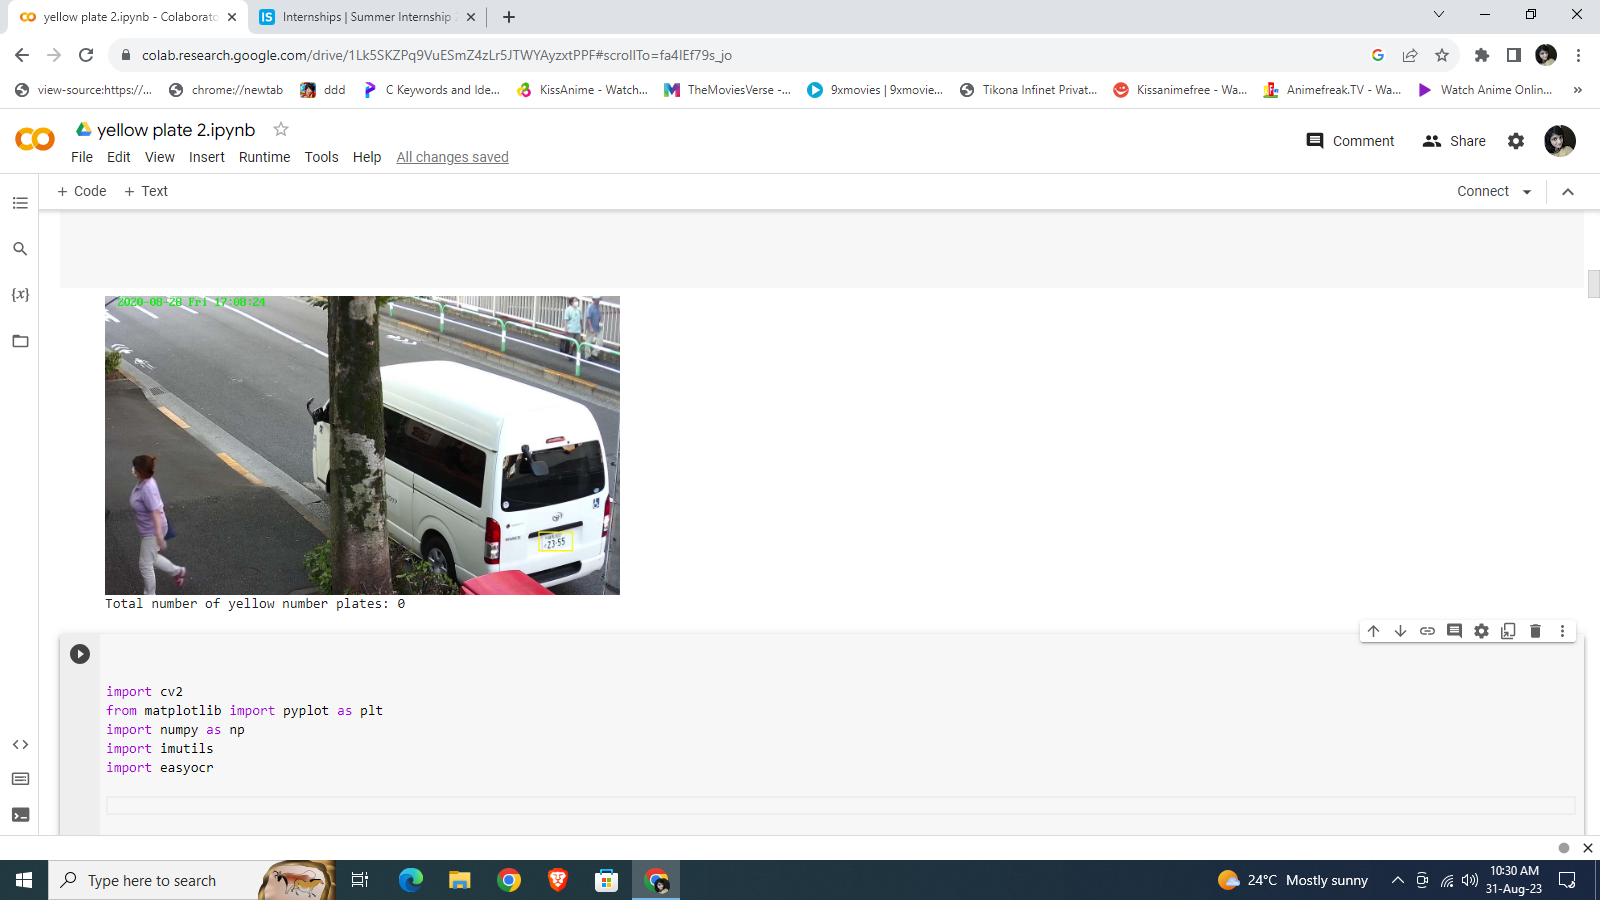 yellow plate 2.ipynb - Colaborato
Internships | Summer Internship
colab.research.google.com/drive/1Lk5SKZPq9VuESmZ4zLr5JTWYAyzxtPPF#scrollTo=fa4IEf79s_jo
view-source:https://...
chrome://newtab
ddd
C Keywords and Ide...
KissAnime - Watch...
TheMoviesVerse -...
9xmovies | 9xmovie...
Tikona Infinet Privat...
Kissanimefree - Wa...
Animefreak.TV - Wa...
Watch Anime Onlin...
»
CO yellow plate 2.ipynb
File Edit View Insert Runtime Tools Help All changes saved
Comment Share
+ Code + Text
Connect
{x}
2020-08-28 Fri 17:08:24
23-55
Total number of yellow number plates: 0
import cv2
from matplotlib import pyplot as plt
import numpy as np
import imutils
import easyocr
Type here to search
24°C Mostly sunny
10:30 AM
31-Aug-23